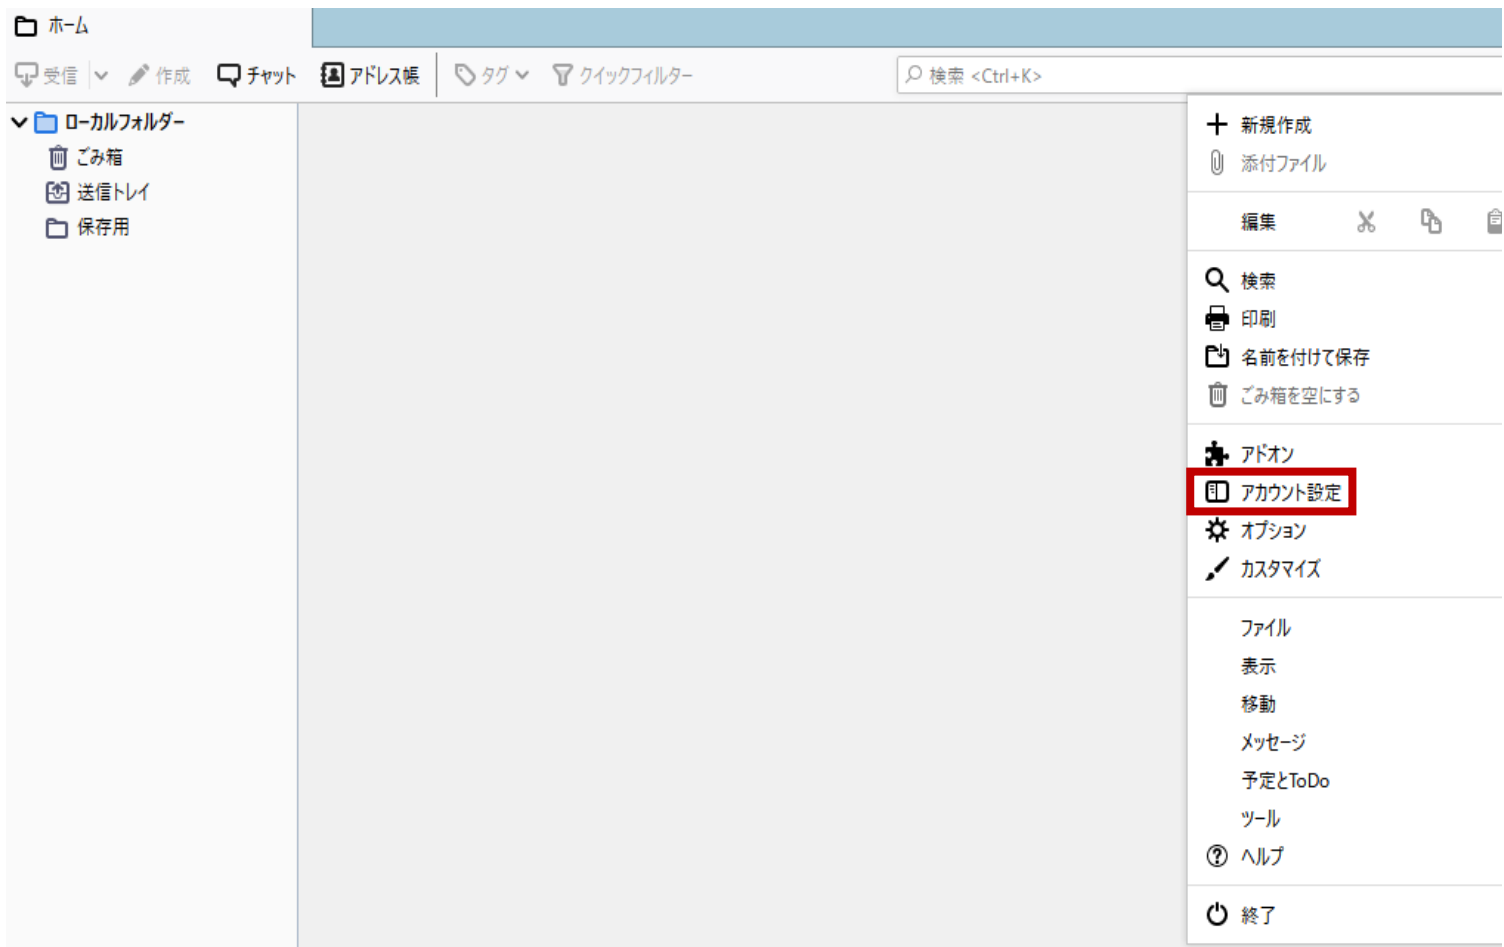 ホーム
受信 作成 チャット アドレス帳 タグ クイックフィルター 検索 <Ctrl+K>
ローカルフォルダー
ごみ箱
送信トレイ
保存用
新規作成
添付ファイル
編集
検索
印刷
名前を付けて保存
ごみ箱を空にする
アドオン
アカウント設定
オプション
カスタマイズ
ファイル
表示
移動
メッセージ
予定とToDo
ツール
ヘルプ
終了